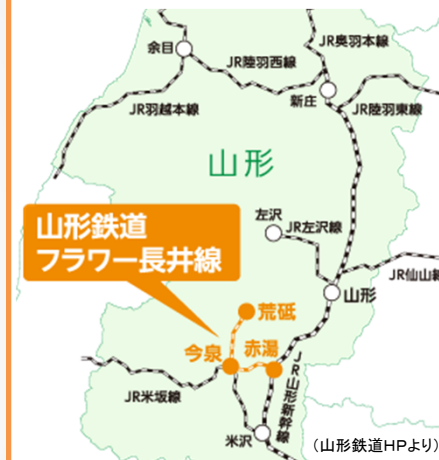 JR奥羽本線
余目
JR陸羽西線
新庄
JR羽越本線
JR陸羽東線
山形
山形鉄道
フラワー長井線
左沢
JR左沢線
JR仙山線
山形
荒砥
今泉
赤湯
JR米坂線
JR山形新幹線
米沢
(山形鉄道HPより)